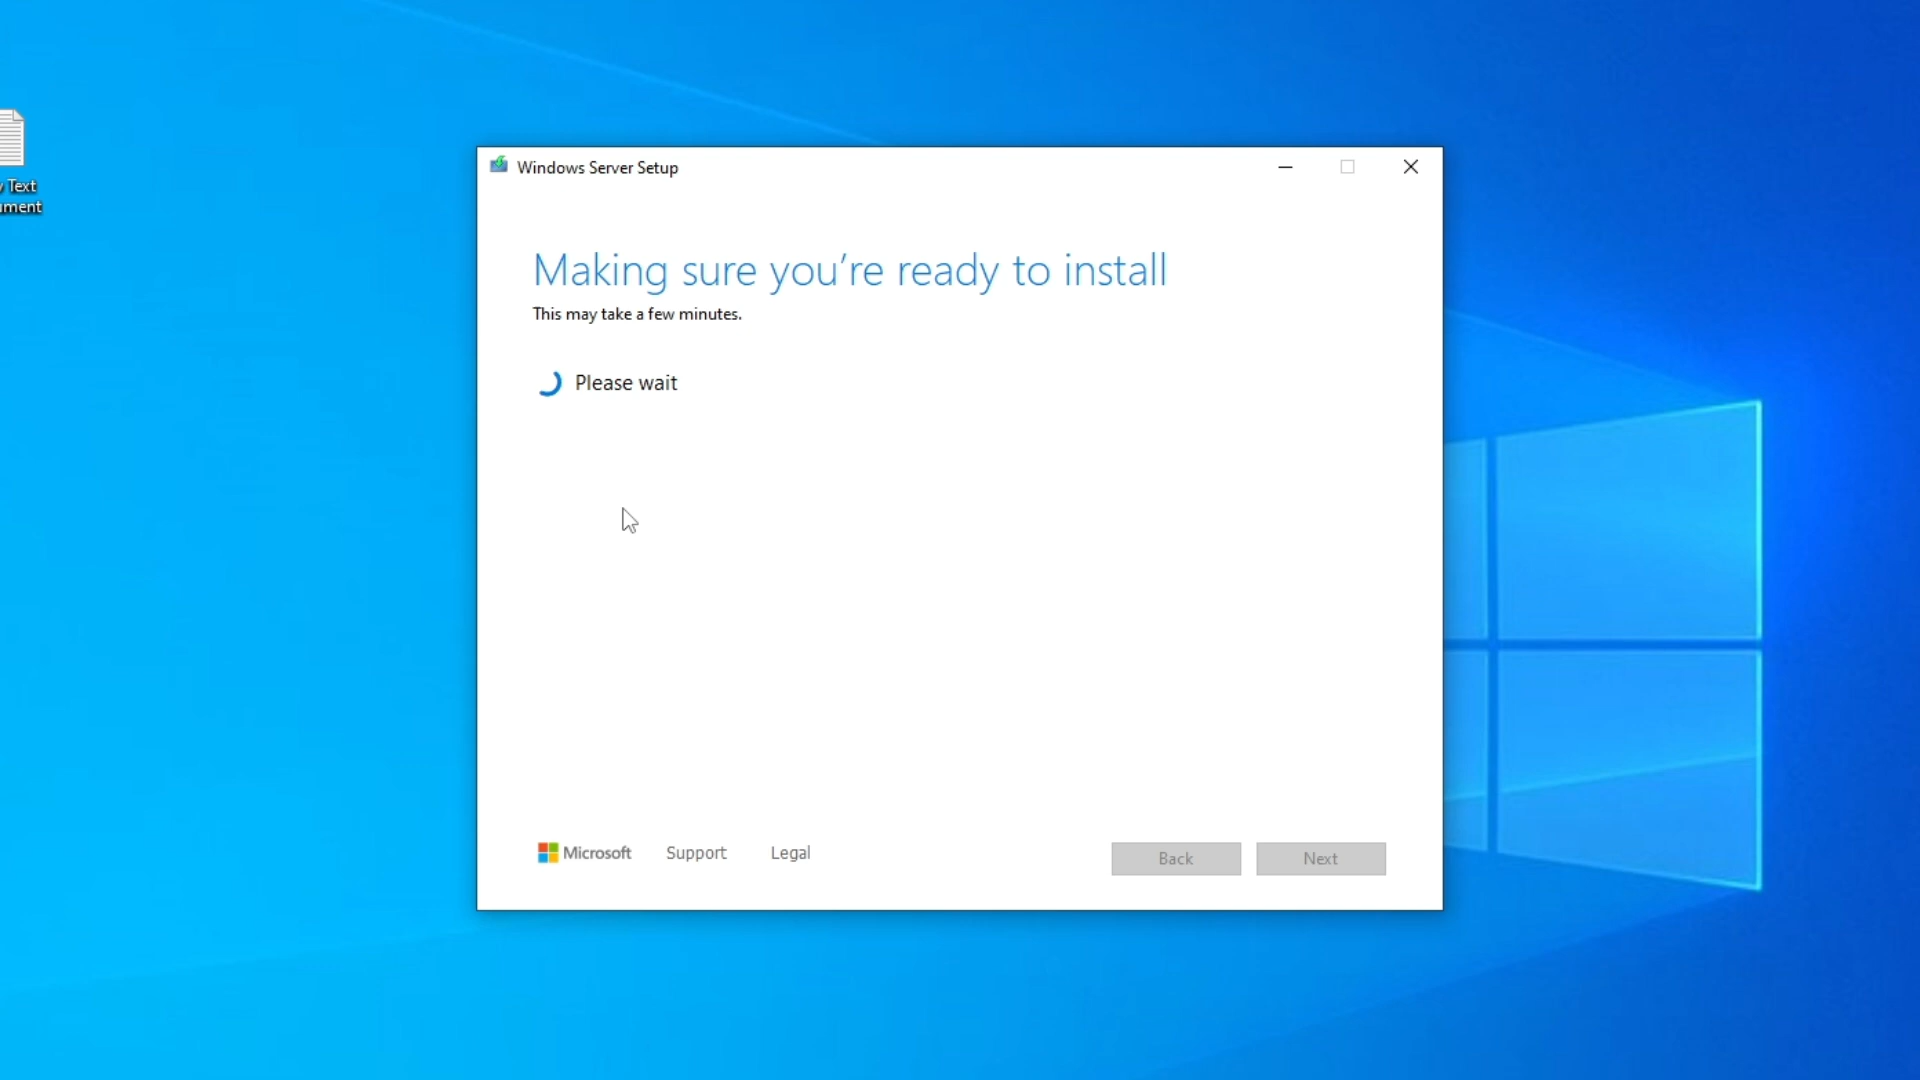 Text
Windows Server Setup
Making sure you’re ready to install
This may take a few minutes.
Please wait
Microsoft
Support
Legal
Back
Next